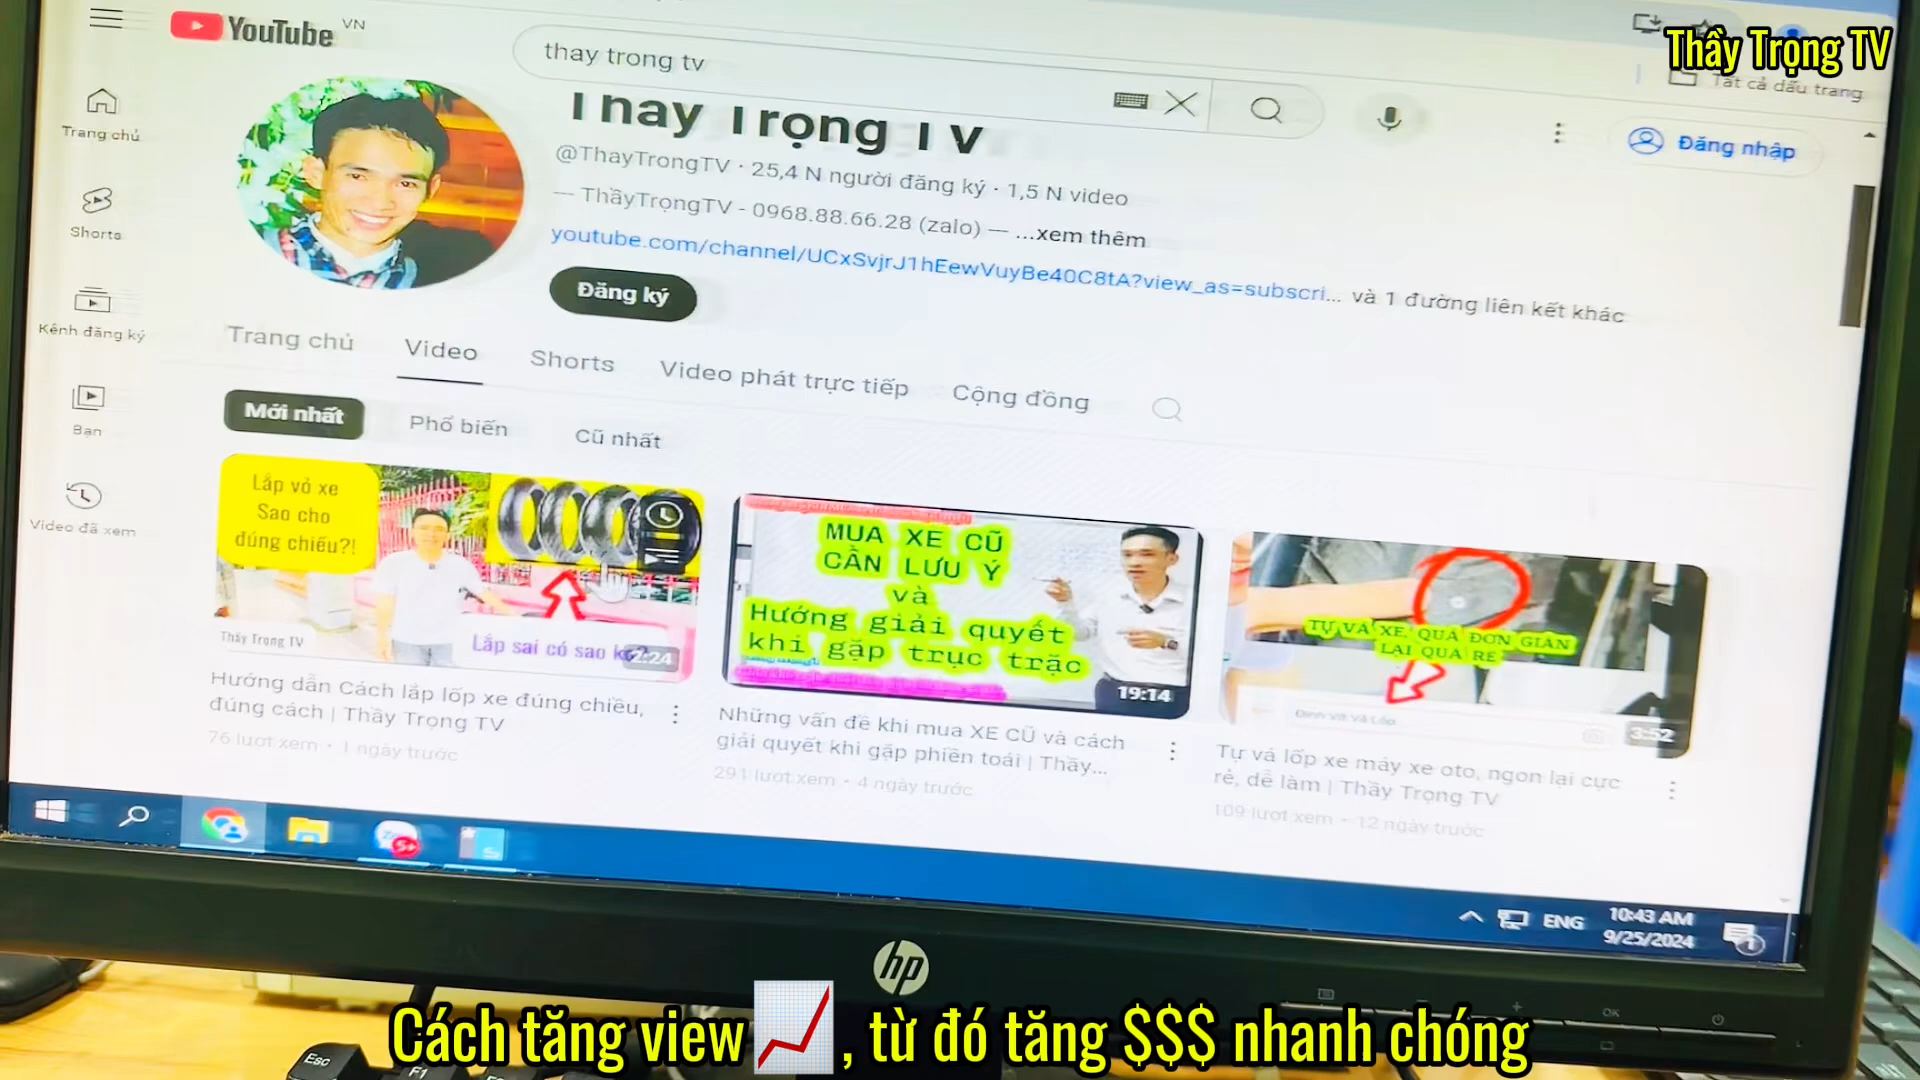 YouTube VN
thay trong tv
Thầy Trọng TV
Tất cả dấu trang
Đăng nhập
Trang chủ
Shorts
Kênh đăng ký
Bạn
Video đã xem
Thầy Trọng TV
@ThayTrongTV · 25,4 N người đăng ký · 1,5 N video
— ThầyTrọngTV - 0968.88.66.28 (zalo) — ...xem thêm
youtube.com/channel/UCxSvjrJ1hEewVuyBe40C8tA?view_as=subscri... và 1 đường liên kết khác
Đăng ký
Trang chủ Video Shorts Video phát trực tiếp Cộng đồng
Mới nhất Phổ biến Cũ nhất
Lắp vỏ xe
Sao cho
đúng chiều?!
Thầy Trọng TV
Lắp sai có sao
2:24
Hướng dẫn Cách lắp lốp xe đúng chiều,
đúng cách | Thầy Trọng TV
76 lượt xem · 1 ngày trước
MUA XE CŨ
CẦN LƯU Ý
và
Hướng giải quyết
khi gặp trục trặc
19:14
Những vấn đề khi mua XE CŨ và cách
giải quyết khi gặp phiền toái | Thầy...
291 lượt xem · 4 ngày trước
TỰ VÁ XE, QUÁ ĐƠN GIẢN
LẠI QUÁ RẺ
3:52
Tự vá lốp xe máy xe oto, ngon lại cực
rẻ, dễ làm | Thầy Trọng TV
109 lượt xem · 12 ngày trước
5+
ENG
10:43 AM
9/25/2024
1
hp
OK
Esc
F1
Cách tăng view , từ đó tăng $$$ nhanh chóng